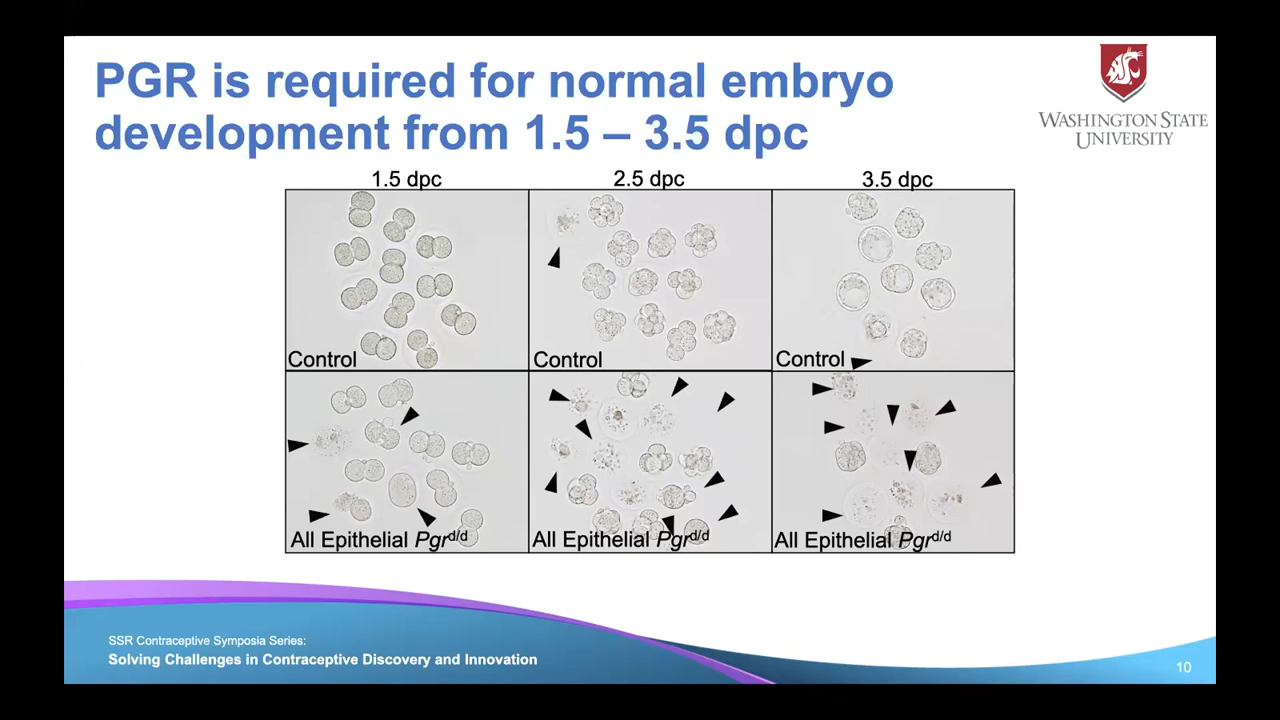 PGR is required for normal embryo
development from 1.5 – 3.5 dpc
WASHINGTON STATE
UNIVERSITY
1.5 dpc
2.5 dpc
3.5 dpc
Control
Control
Control
All Epithelial Pgrd/d
All Epithelial Pgrd/d
All Epithelial Pgrd/d
SSR Contraceptive Symposia Series:
Solving Challenges in Contraceptive Discovery and Innovation
10